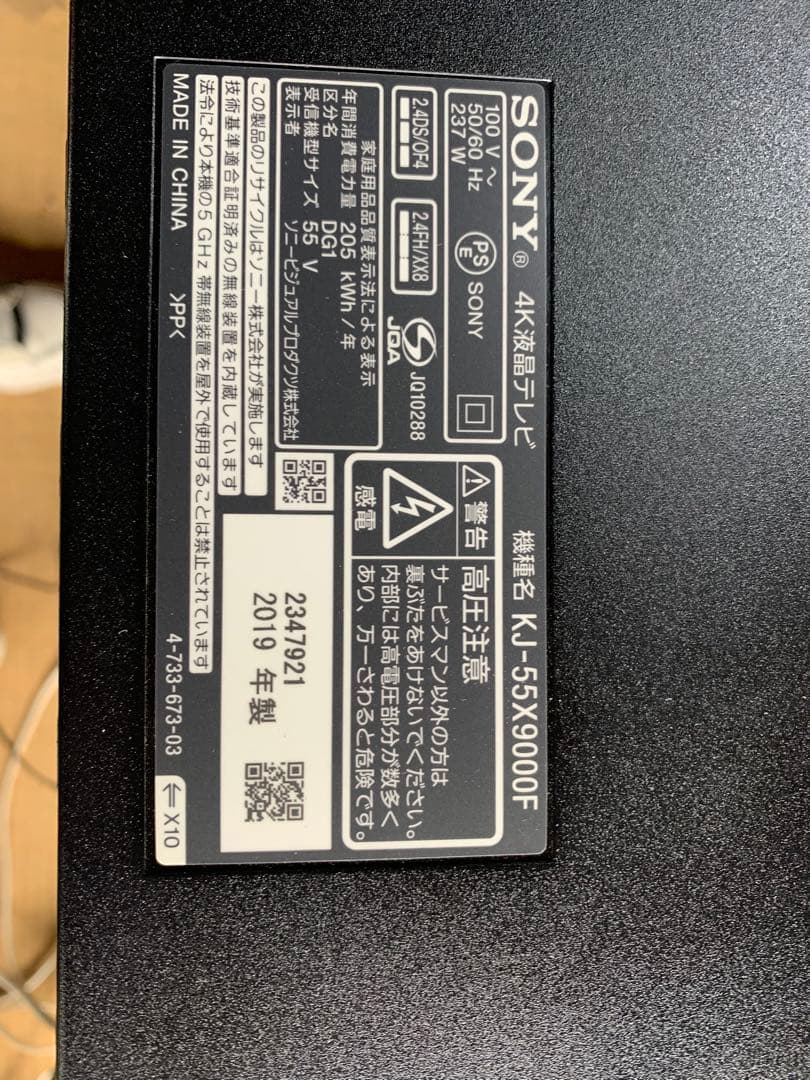 SONY® 4K液晶テレビ 機種名 KJ-55X9000F
100 V ～
50/60 Hz
237 W
PS
E
SONY
2.4DS/OF4
2.4FH/XX8
JQA
JQ10288
家庭用品品質表示法による表示
年間消費電力量 205 kWh/年
区分名 DG1
受信機型サイズ 55 V
表示者 ソニービジュアルプロダクツ株式会社
この製品のリサイクルはソニー株式会社が実施します
技術基準適合証明済みの無線装置を内蔵しています
法令により本機の5 GHz 帯無線装置を屋外で使用することは禁止されています
MADE IN CHINA >PP<
警告 高圧注意
感電
サービスマン以外の方は
裏ぶたをあけないでください。
内部には高電圧部分が数多く
あり、万一さわると危険です。
2347921
2019 年製
4-733-673-03
⇐ X10